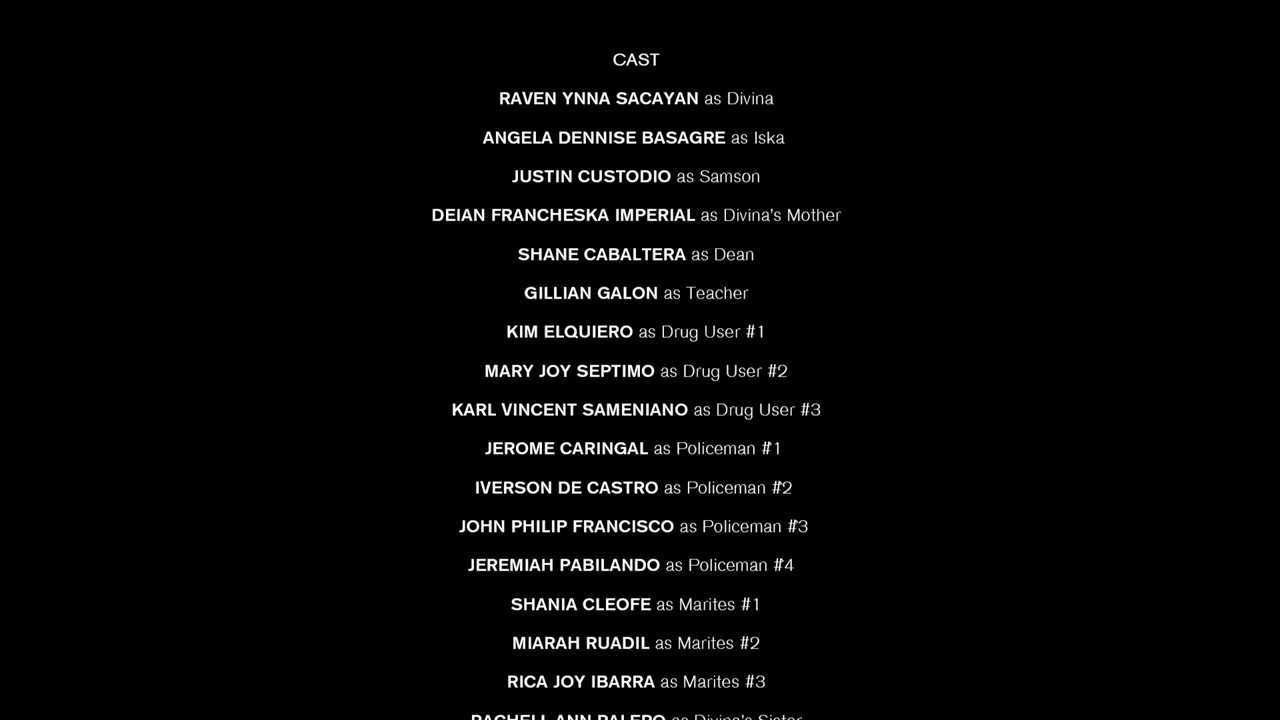 CAST
RAVEN YNNA SACAYAN as Divina
ANGELA DENNISE BASAGRE as Iska
JUSTIN CUSTODIO as Samson
DEIAN FRANCHESKA IMPERIAL as Divina's Mother
SHANE CABALTERA as Dean
GILLIAN GALON as Teacher
KIM ELQUIERO as Drug User #1
MARY JOY SEPTIMO as Drug User #2
KARL VINCENT SAMENIANO as Drug User #3
JEROME CARINGAL as Policeman #1
IVERSON DE CASTRO as Policeman #2
JOHN PHILIP FRANCISCO as Policeman #3
JEREMIAH PABILANDO as Policeman #4
SHANIA CLEOFE as Marites #1
MIARAH RUADIL as Marites #2
RICA JOY IBARRA as Marites #3
ANN as Divina's Sister